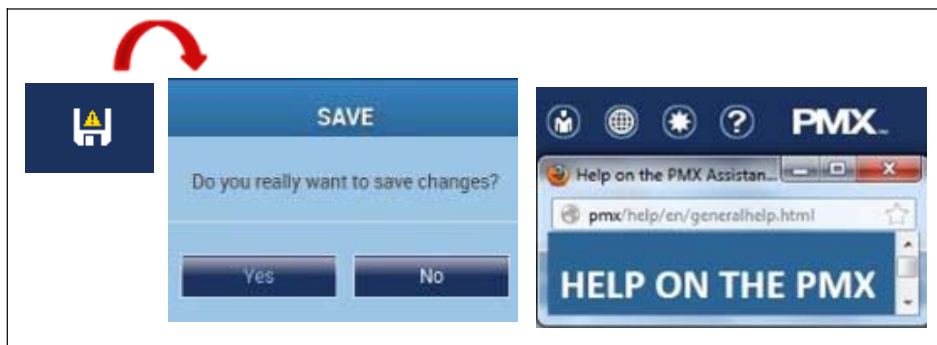 SAVE
Do you really want to save changes?
Yes
No
? PMX
Help on the PMX Assistan...
pmx/help/en/generalhelp.html
HELP ON THE PMX